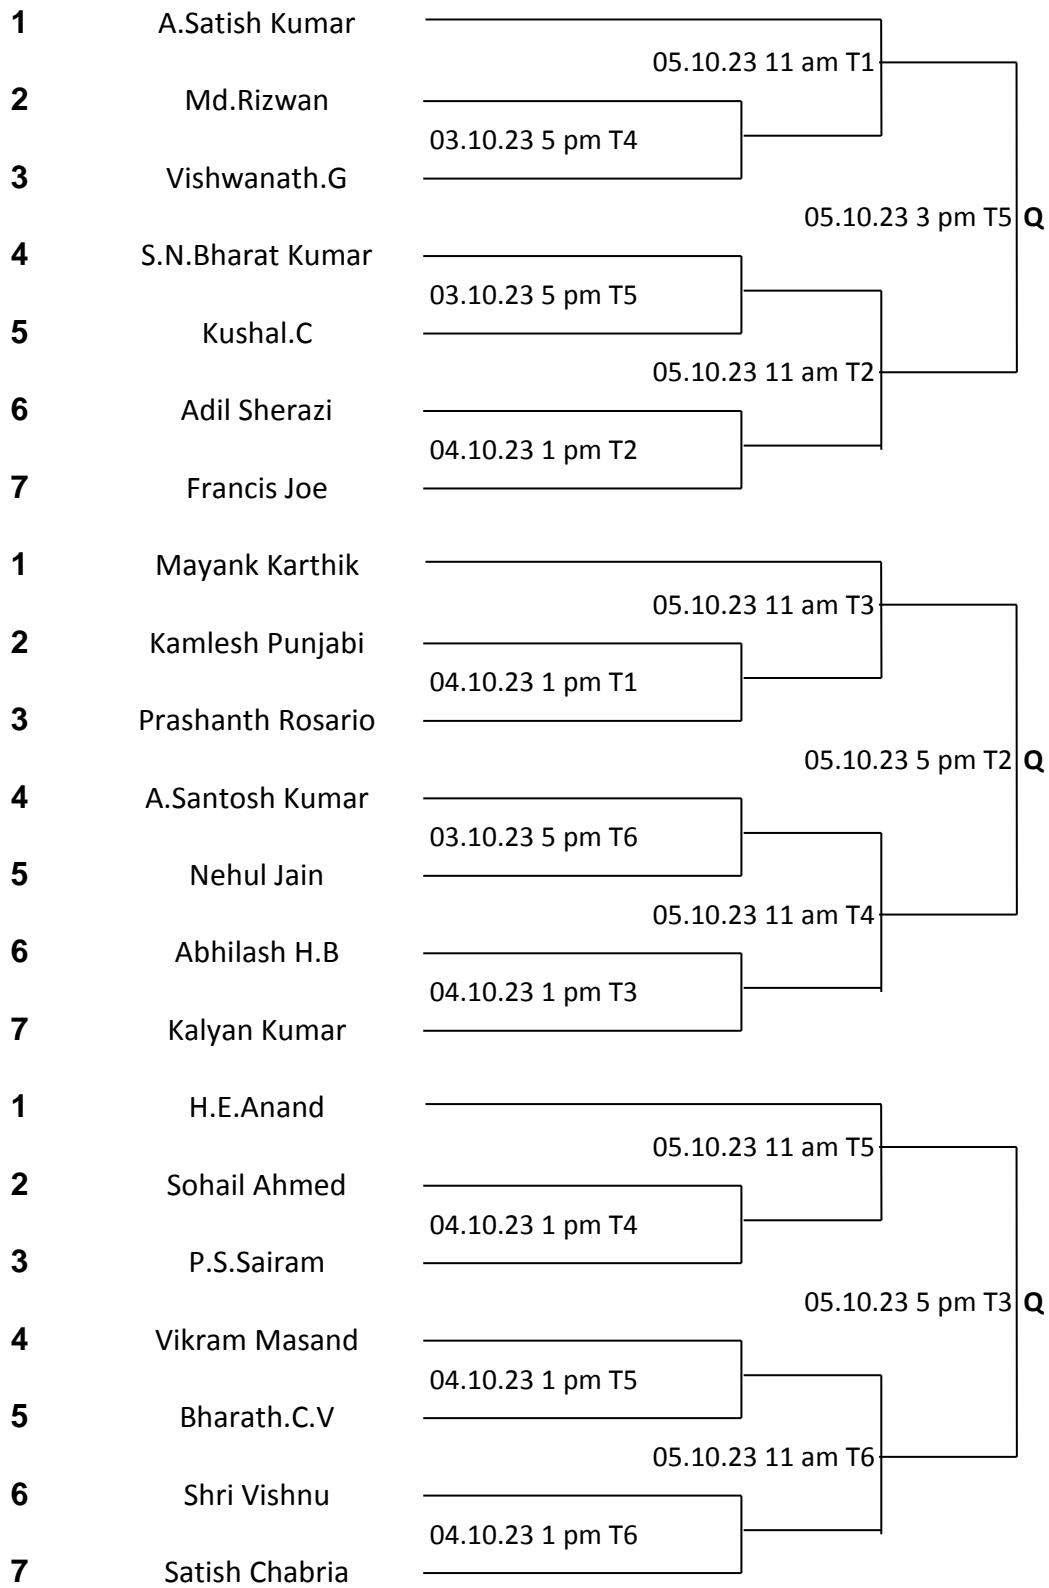 1 A.Satish Kumar
05.10.23 11 am T1
2 Md.Rizwan
03.10.23 5 pm T4
3 Vishwanath.G
05.10.23 3 pm T5 Q
4 S.N.Bharat Kumar
03.10.23 5 pm T5
5 Kushal.C
05.10.23 11 am T2
6 Adil Sherazi
04.10.23 1 pm T2
7 Francis Joe
1 Mayank Karthik
05.10.23 11 am T3
2 Kamlesh Punjabi
04.10.23 1 pm T1
3 Prashanth Rosario
05.10.23 5 pm T2 Q
4 A.Santosh Kumar
03.10.23 5 pm T6
5 Nehul Jain
05.10.23 11 am T4
6 Abhilash H.B
04.10.23 1 pm T3
7 Kalyan Kumar
1 H.E.Anand
05.10.23 11 am T5
2 Sohail Ahmed
04.10.23 1 pm T4
3 P.S.Sairam
05.10.23 5 pm T3 Q
4 Vikram Masand
04.10.23 1 pm T5
5 Bharath.C.V
05.10.23 11 am T6
6 Shri Vishnu
04.10.23 1 pm T6
7 Satish Chabria